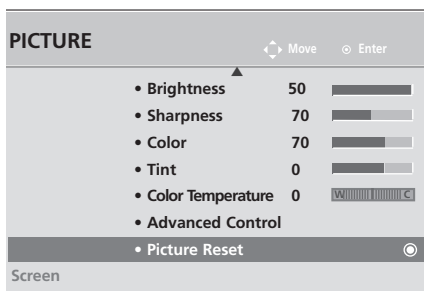 PICTURE Move Enter
• Brightness 50
• Sharpness 70
• Color 70
• Tint 0
• Color Temperature 0 W C
• Advanced Control
• Picture Reset
Screen